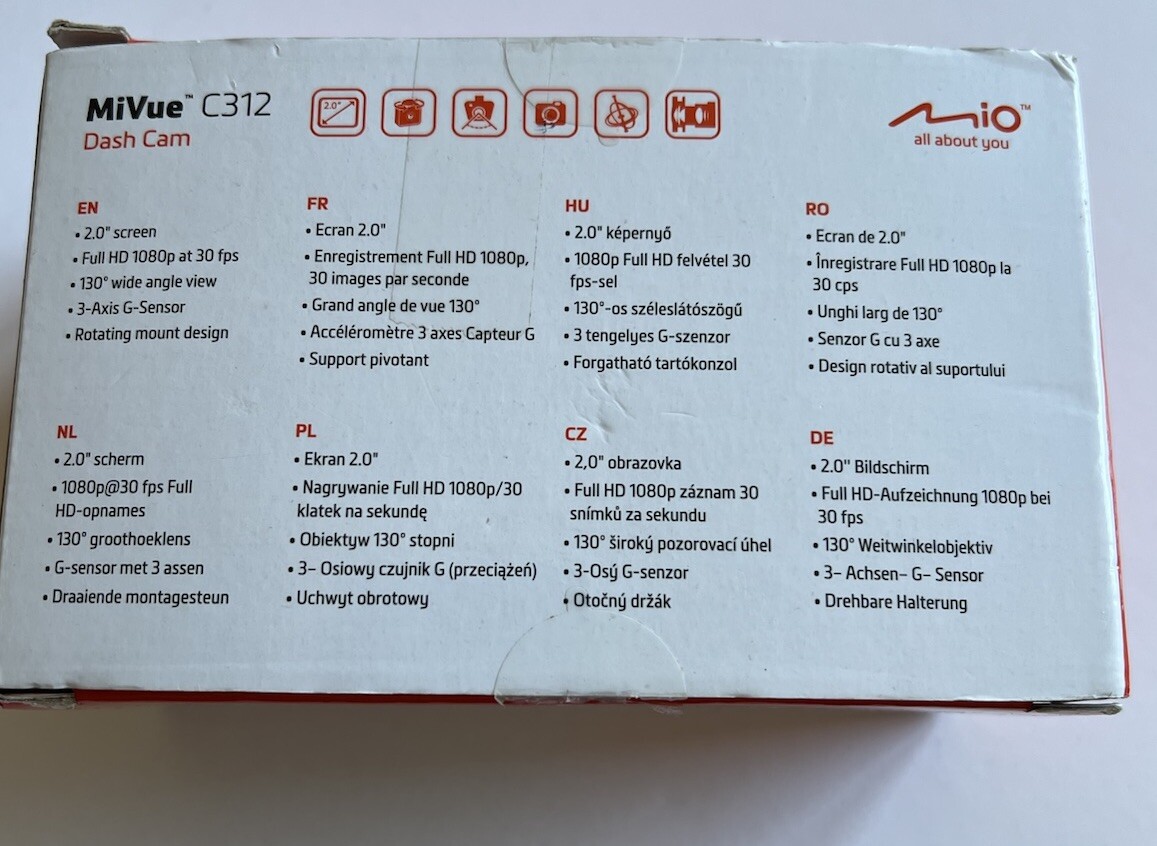 MiVue™ C312
Dash Cam
2.0"
Mio™
all about you
EN
• 2.0" screen
• Full HD 1080p at 30 fps
• 130° wide angle view
• 3-Axis G-Sensor
• Rotating mount design
FR
• Ecran 2.0"
• Enregistrement Full HD 1080p,
30 images par seconde
• Grand angle de vue 130°
• Accéléromètre 3 axes Capteur G
• Support pivotant
HU
• 2.0" képernyő
• 1080p Full HD felvétel 30
fps-sel
• 130°-os széleslátószögű
• 3 tengelyes G-szenzor
• Forgatható tartókonzol
RO
• Ecran de 2.0"
• Înregistrare Full HD 1080p la
30 cps
• Unghi larg de 130°
• Senzor G cu 3 axe
• Design rotativ al suportului
NL
• 2.0" scherm
• 1080p@30 fps Full
HD-opnames
• 130° groothoeklens
• G-sensor met 3 assen
• Draaiende montagesteun
PL
• Ekran 2.0"
• Nagrywanie Full HD 1080p/30
klatek na sekundę
• Obiektyw 130° stopni
• 3– Osiowy czujnik G (przeciążeń)
• Uchwyt obrotowy
CZ
• 2,0" obrazovka
• Full HD 1080p záznam 30
snímků za sekundu
• 130° široký pozorovací úhel
• 3-Osý G-senzor
• Otočný držák
DE
• 2.0'' Bildschirm
• Full HD-Aufzeichnung 1080p bei
30 fps
• 130° Weitwinkelobjektiv
• 3– Achsen– G– Sensor
• Drehbare Halterung